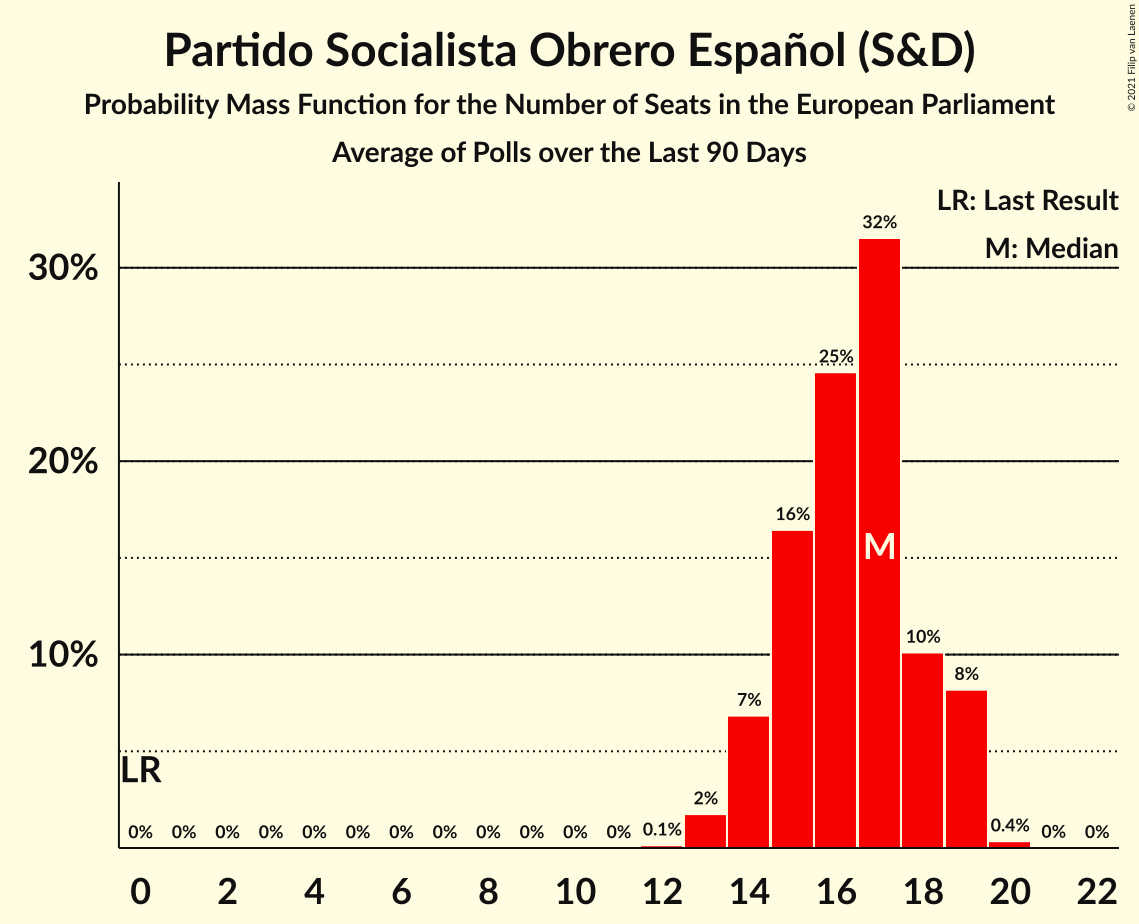 Partido Socialista Obrero Español (S&D)
Probability Mass Function for the Number of Seats in the European Parliament
Average of Polls over the Last 90 Days
© 2021 Filip van Laenen
LR: Last Result
M: Median
30%
20%
10%
32%
25%
16%
M
10%
8%
7%
LR
2%
0% 0% 0% 0% 0% 0% 0% 0% 0% 0% 0% 0% 0.1% 0.4% 0% 0%
0 2 4 6 8 10 12 14 16 18 20 22